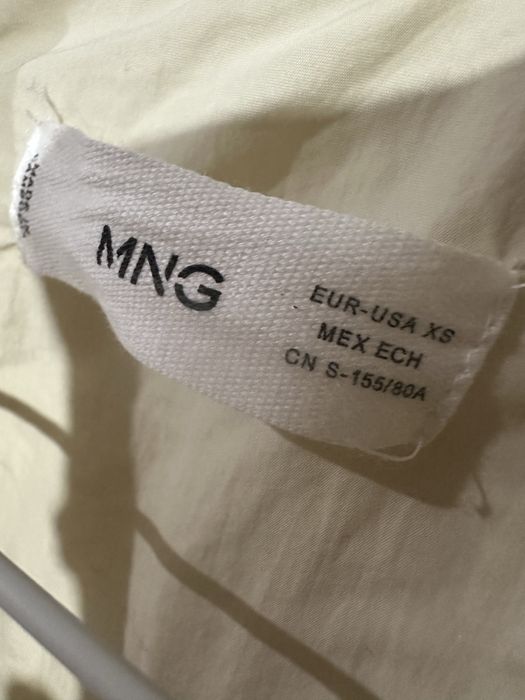 MNG
EUR-USA XS
MEX ECH
CN S-155/80A